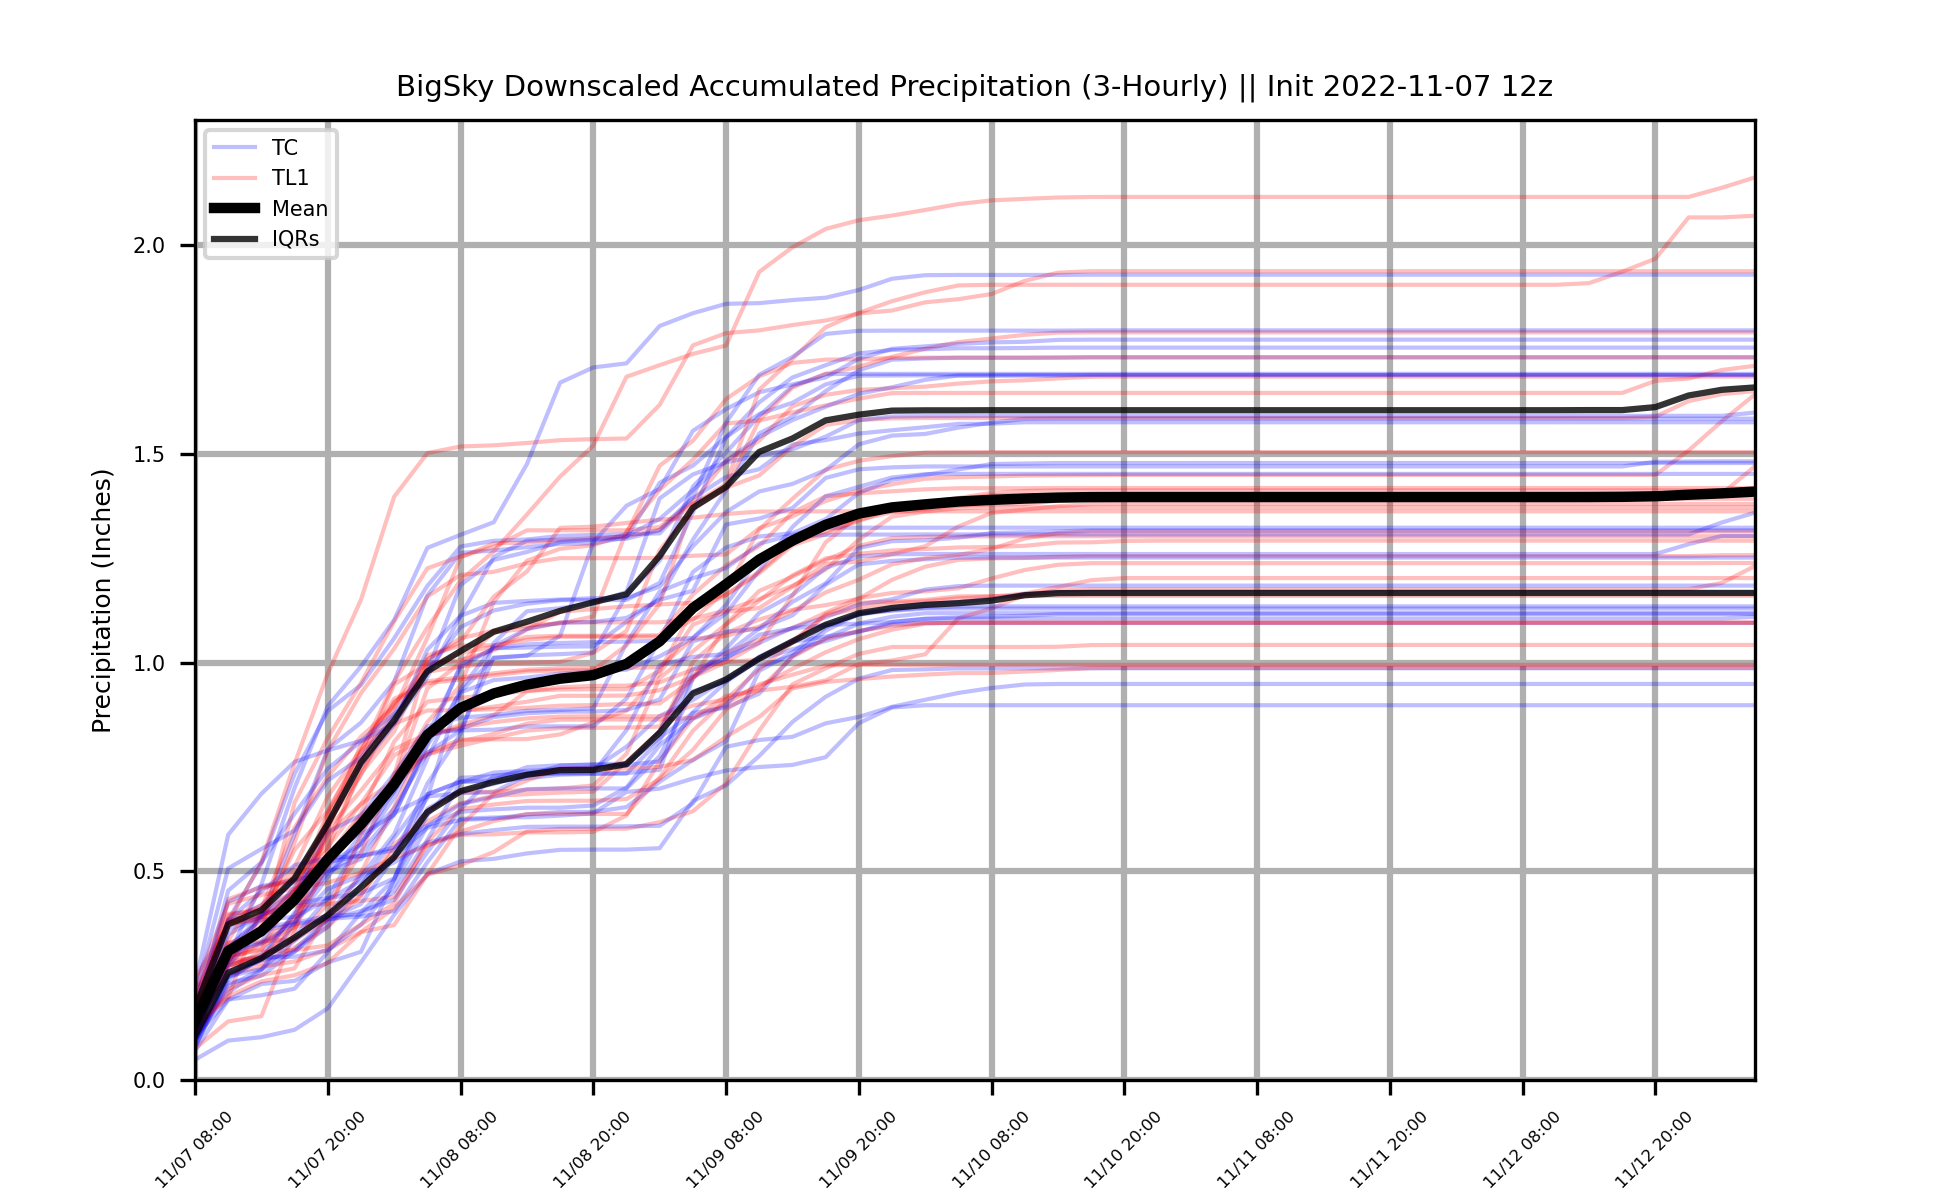 BigSky Downscaled Accumulated Precipitation (3-Hourly) || Init 2022-11-07 12z
TC
TL1
Mean
IQRs
Precipitation (Inches)
2.0
1.5
1.0
0.5
0.0
11/07 08:00
11/07 20:00
11/08 08:00
11/08 20:00
11/09 08:00
11/09 20:00
11/10 08:00
11/10 20:00
11/11 08:00
11/11 20:00
11/12 08:00
11/12 20:00